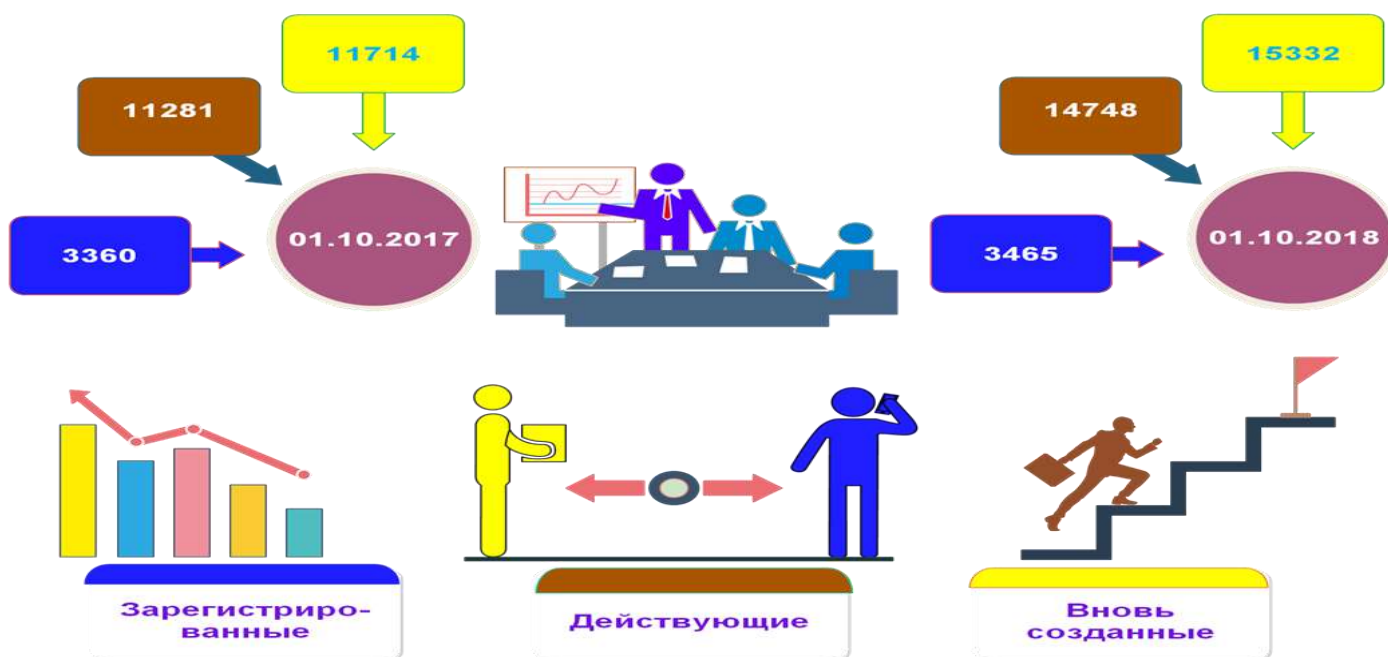 11714
11281
3360
01.10.2017
15332
14748
3465
01.10.2018
Зарегистриро-
ванные
Действующие
Вновь
созданные